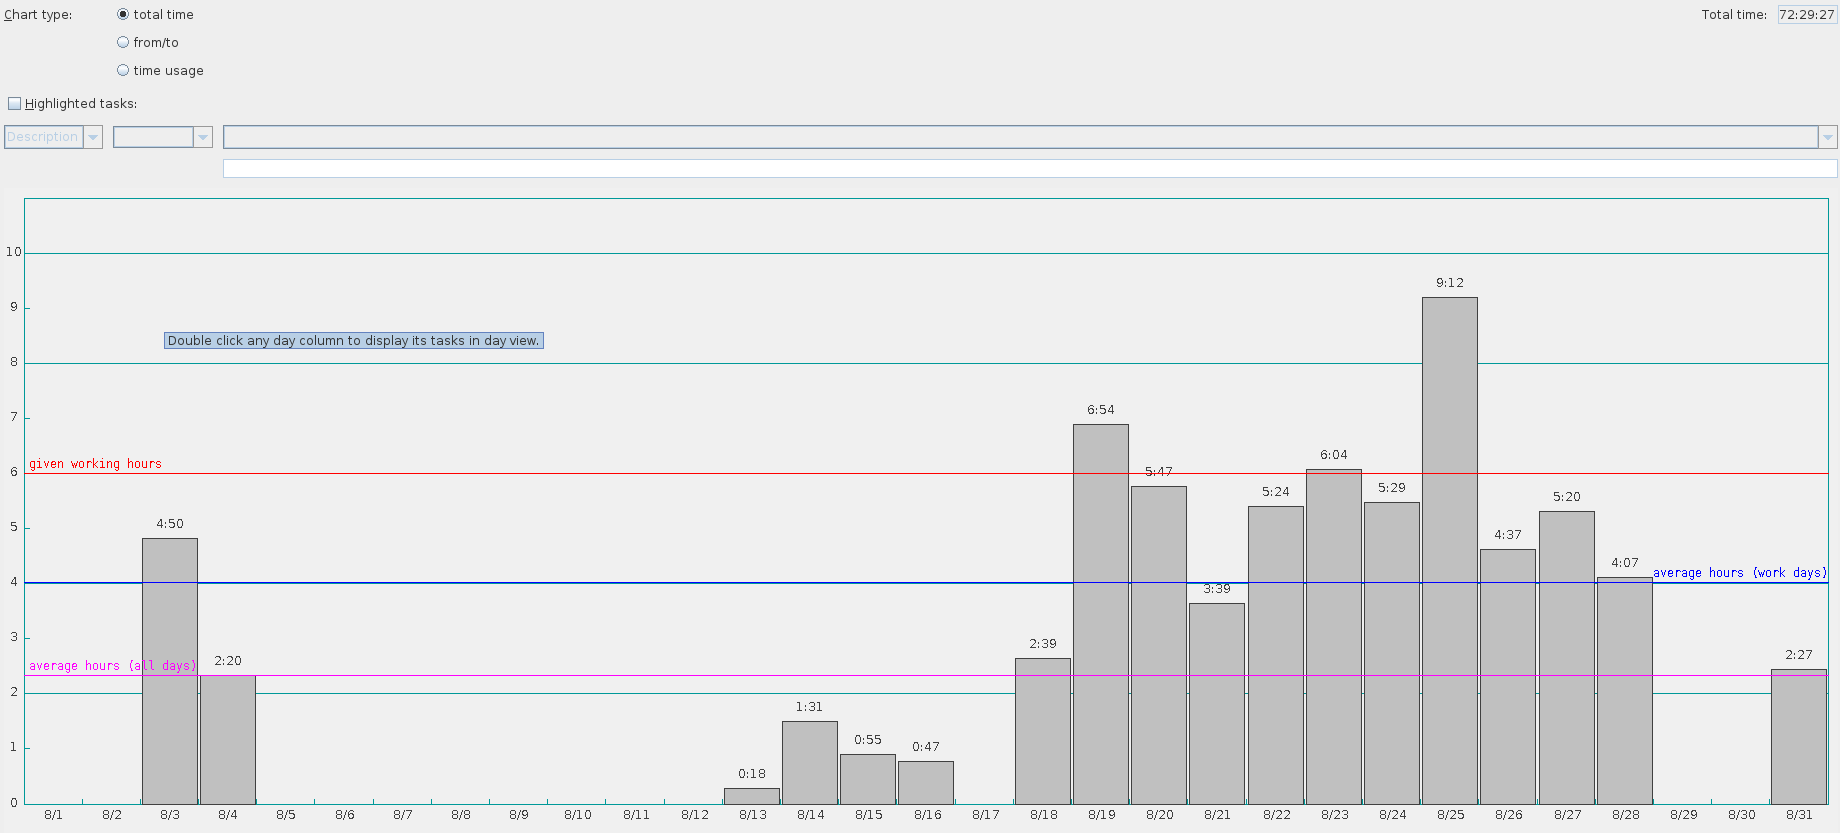 Chart type: total time Total time: 72:29:27
from/to
time usage
Highlighted tasks:
Description
10
9:12
9
Double click any day column to display its tasks in day view.
8
7
6:54
given working hours
6:04
6
5:47
5:29
5:24
5:20
4:50
5
4:37
4:07
average hours (work days)
4
3:39
3
2:39
2:27
average hours (all days)
2:20
2
1:31
1
0:55
0:47
0:18
0
8/1 8/2 8/3 8/4 8/5 8/6 8/7 8/8 8/9 8/10 8/11 8/12 8/13 8/14 8/15 8/16 8/17 8/18 8/19 8/20 8/21 8/22 8/23 8/24 8/25 8/26 8/27 8/28 8/29 8/30 8/31